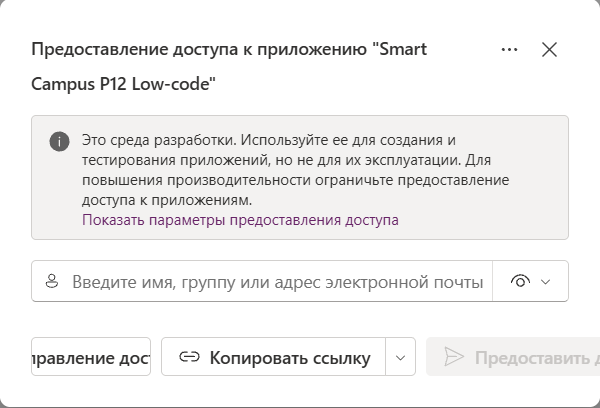 Предоставление доступа к приложению "Smart
Campus P12 Low-code"
Это среда разработки. Используйте ее для создания и
тестирования приложений, но не для их эксплуатации. Для
повышения производительности ограничьте предоставление
доступа к приложениям.
Показать параметры предоставления доступа
Введите имя, группу или адрес электронной почты
правление дос
Копировать ссылку
Предоставить д